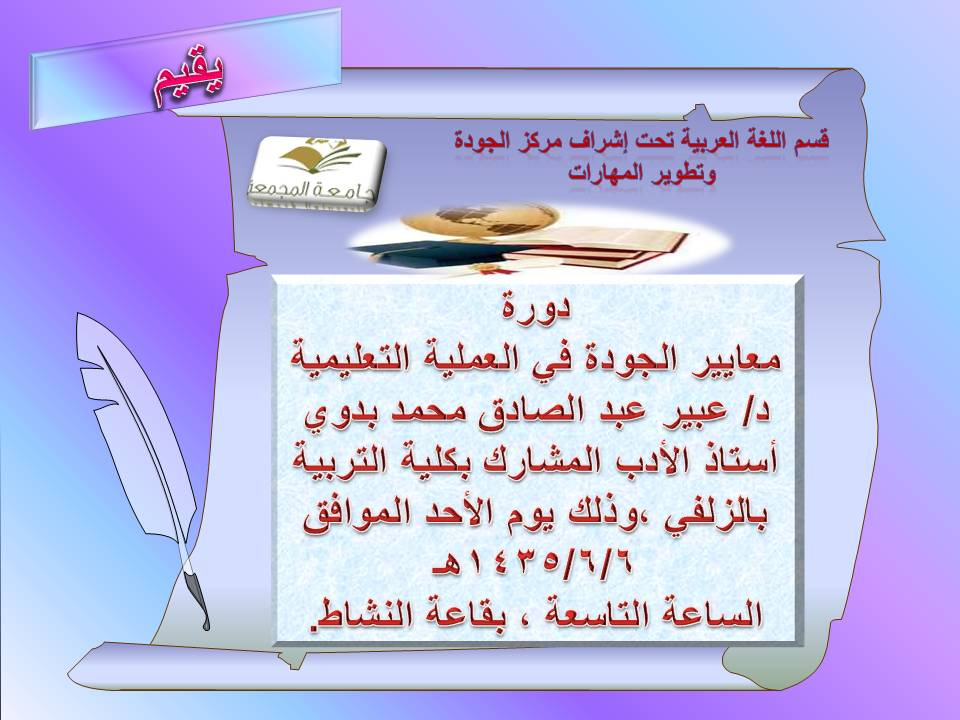 يقيم
قسم اللغة العربية تحت إشراف مركز الجودة
وتطوير المهارات
جامعة المجمعة
دورة
معايير الجودة في العملية التعليمية
د/ عبير عبد الصادق محمد بدوي
أستاذ الأدب المشارك بكلية التربية
بالزلفي ،وذلك يوم الأحد الموافق
١٤٣٥/٦/٦هـ
الساعة التاسعة ، بقاعة النشاط.